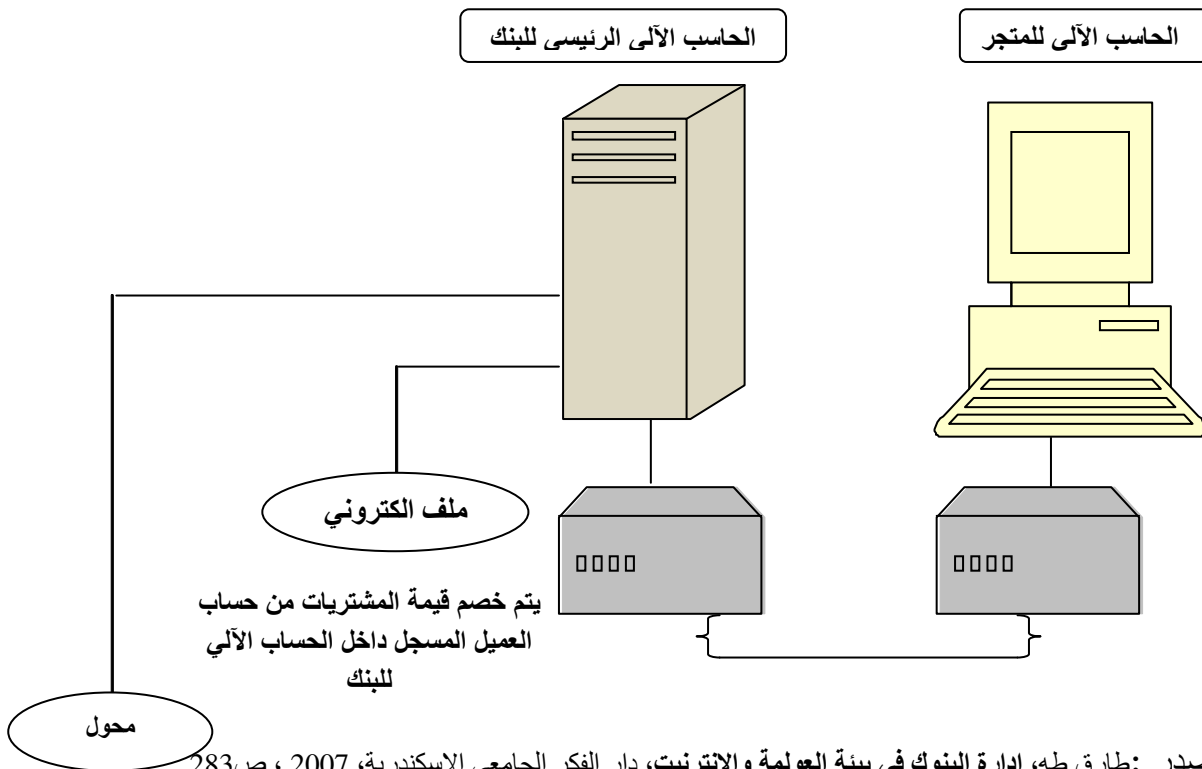 الحاسب الآلى للمتجر
الحاسب الآلى الرئيسى للبنك
ملف الكتروني
يتم خصم قيمة المشتريات من حساب
العميل المسجل داخل الحساب الآلي
للبنك
محول
طارق طه، ادارة البنوك في بيئة العولمة والانترنيت، دار الفكر الجامعي الاسكندرية، 2007 ، ص283